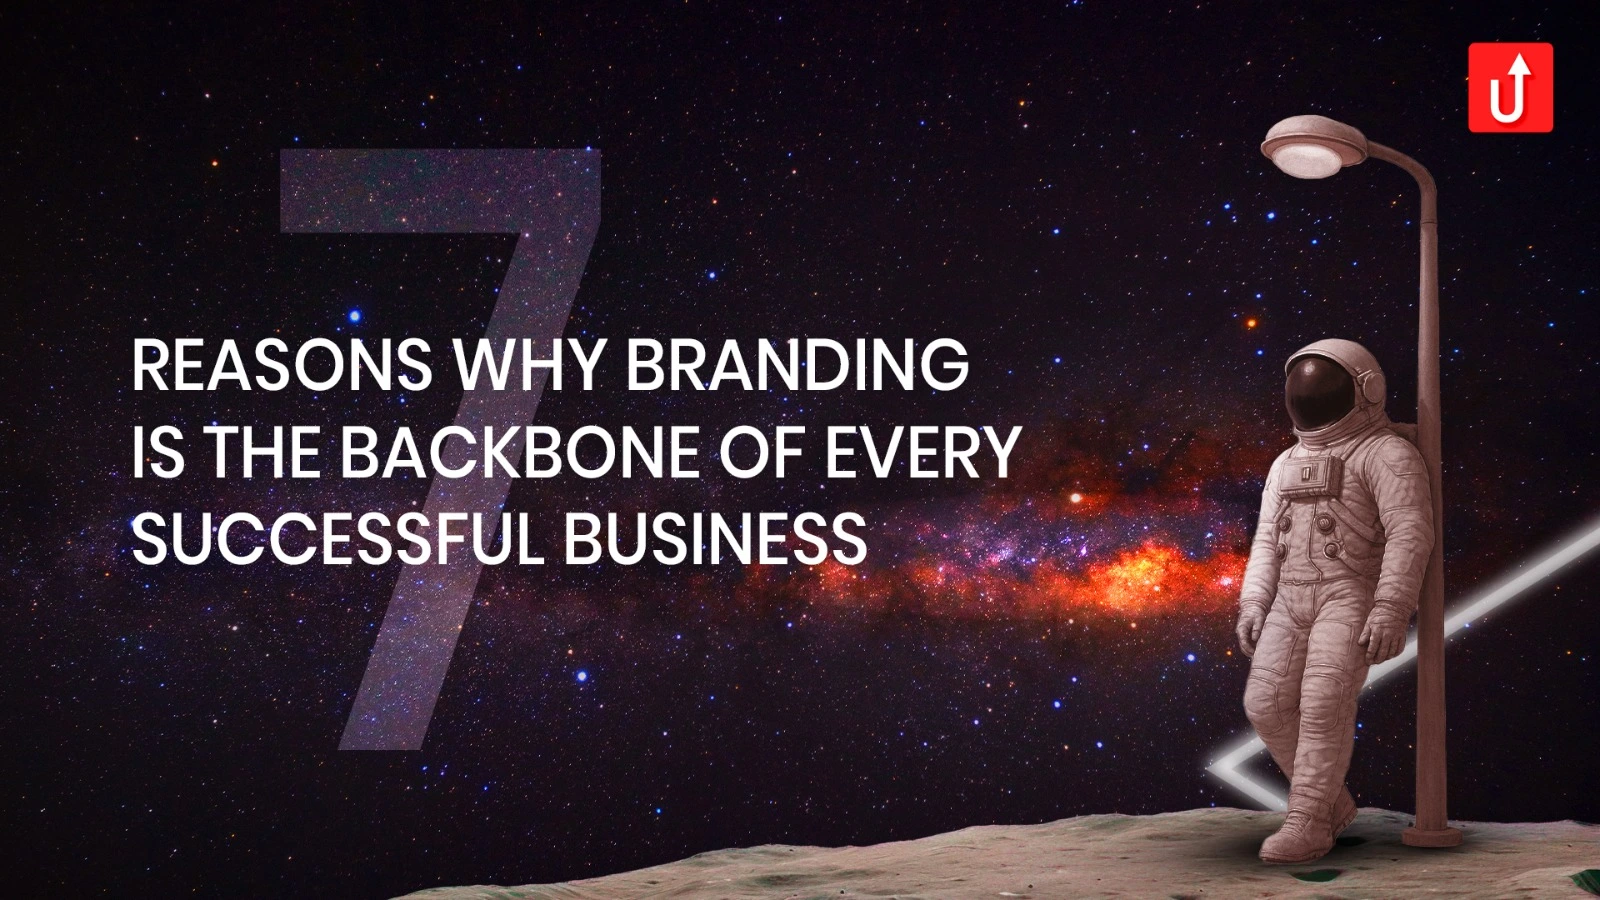 7
REASONS WHY BRANDING
IS THE BACKBONE OF EVERY
SUCCESSFUL BUSINESS
U